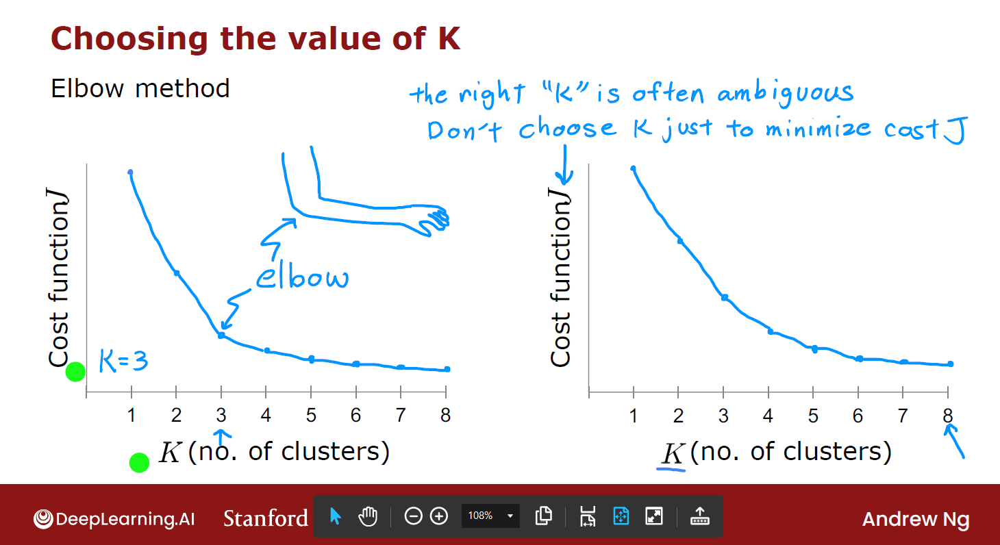 Choosing the value of K
Elbow method
the right "K" is often ambiguous
Don't choose K just to minimize cost J
Cost function J
elbow
K=3
1 2 3 4 5 6 7 8
K (no. of clusters)
Cost function J
1 2 3 4 5 6 7 8
K (no. of clusters)
DeepLearning.AI
Stanford
108%
Andrew Ng